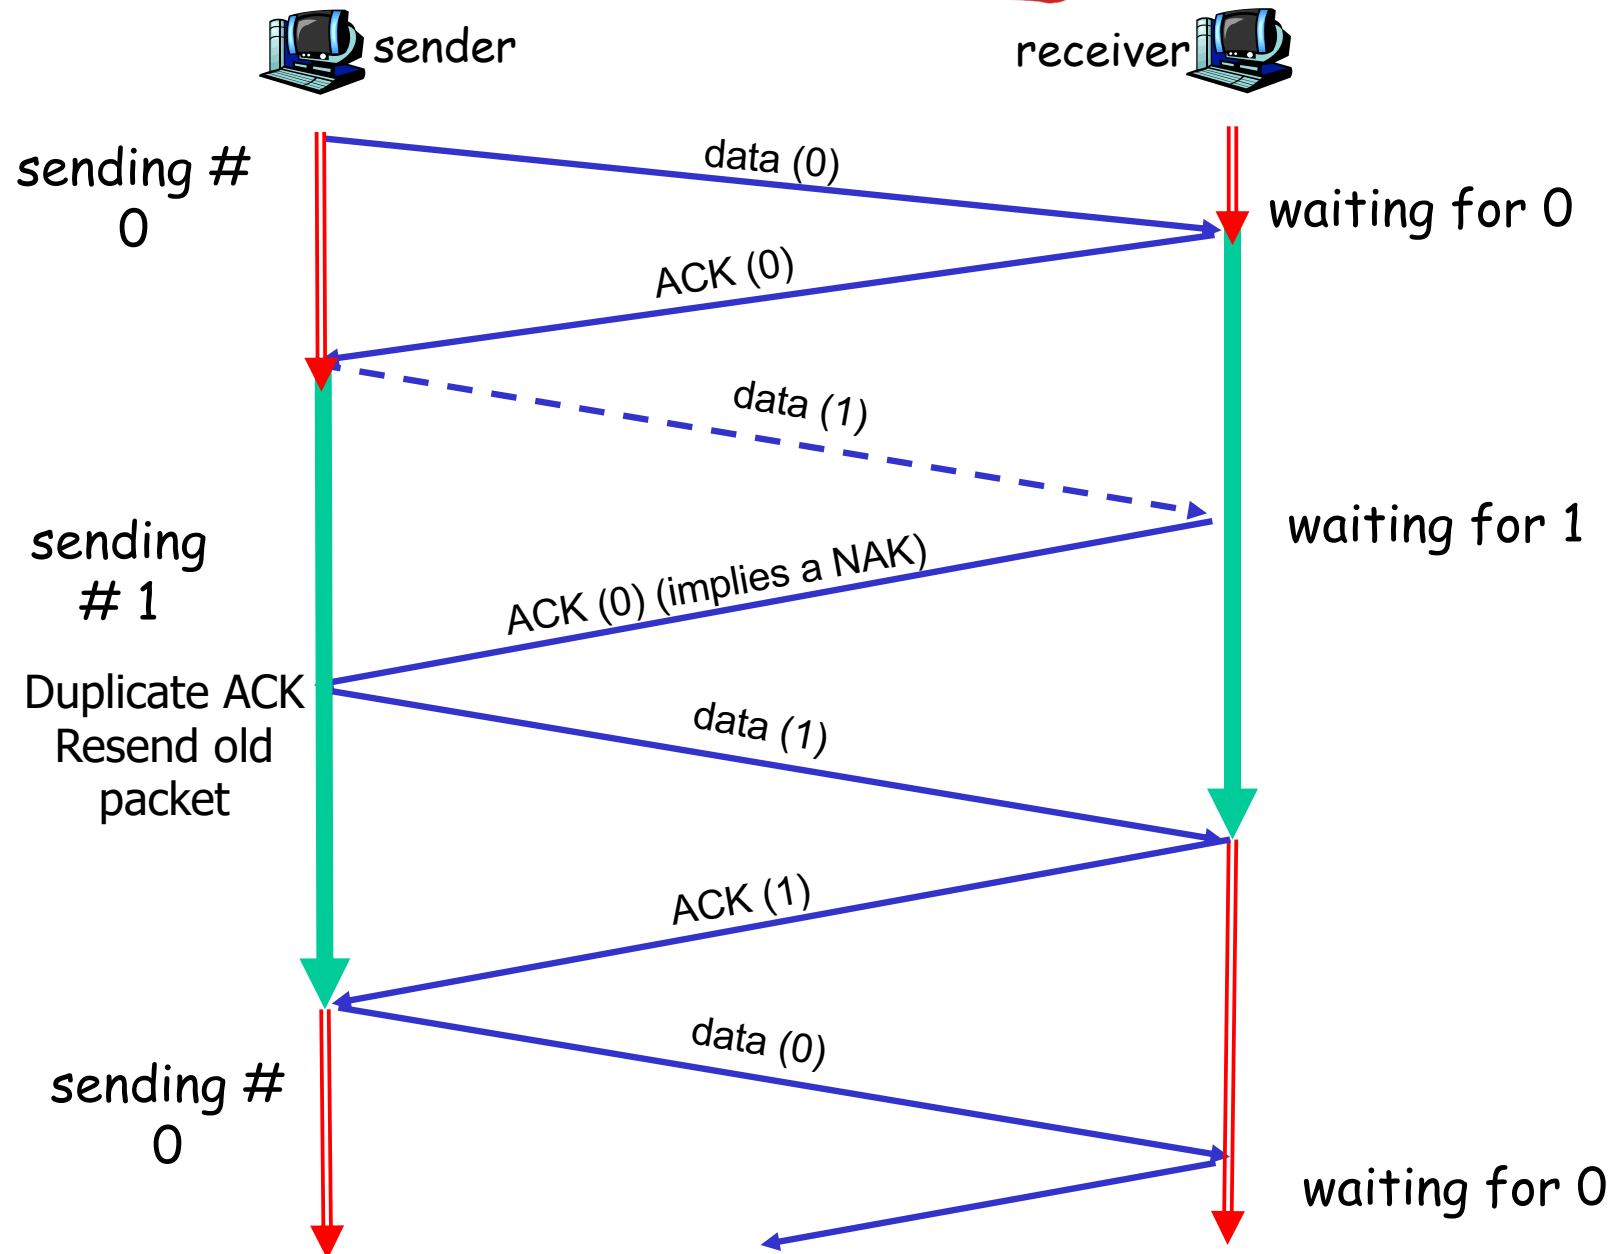 sender
receiver
sending #
0
data (0)
waiting for 0
ACK (0)
data (1)
sending
# 1
waiting for 1
ACK (0) (implies a NAK)
Duplicate ACK
Resend old
packet
data (1)
ACK (1)
data (0)
sending #
0
waiting for 0